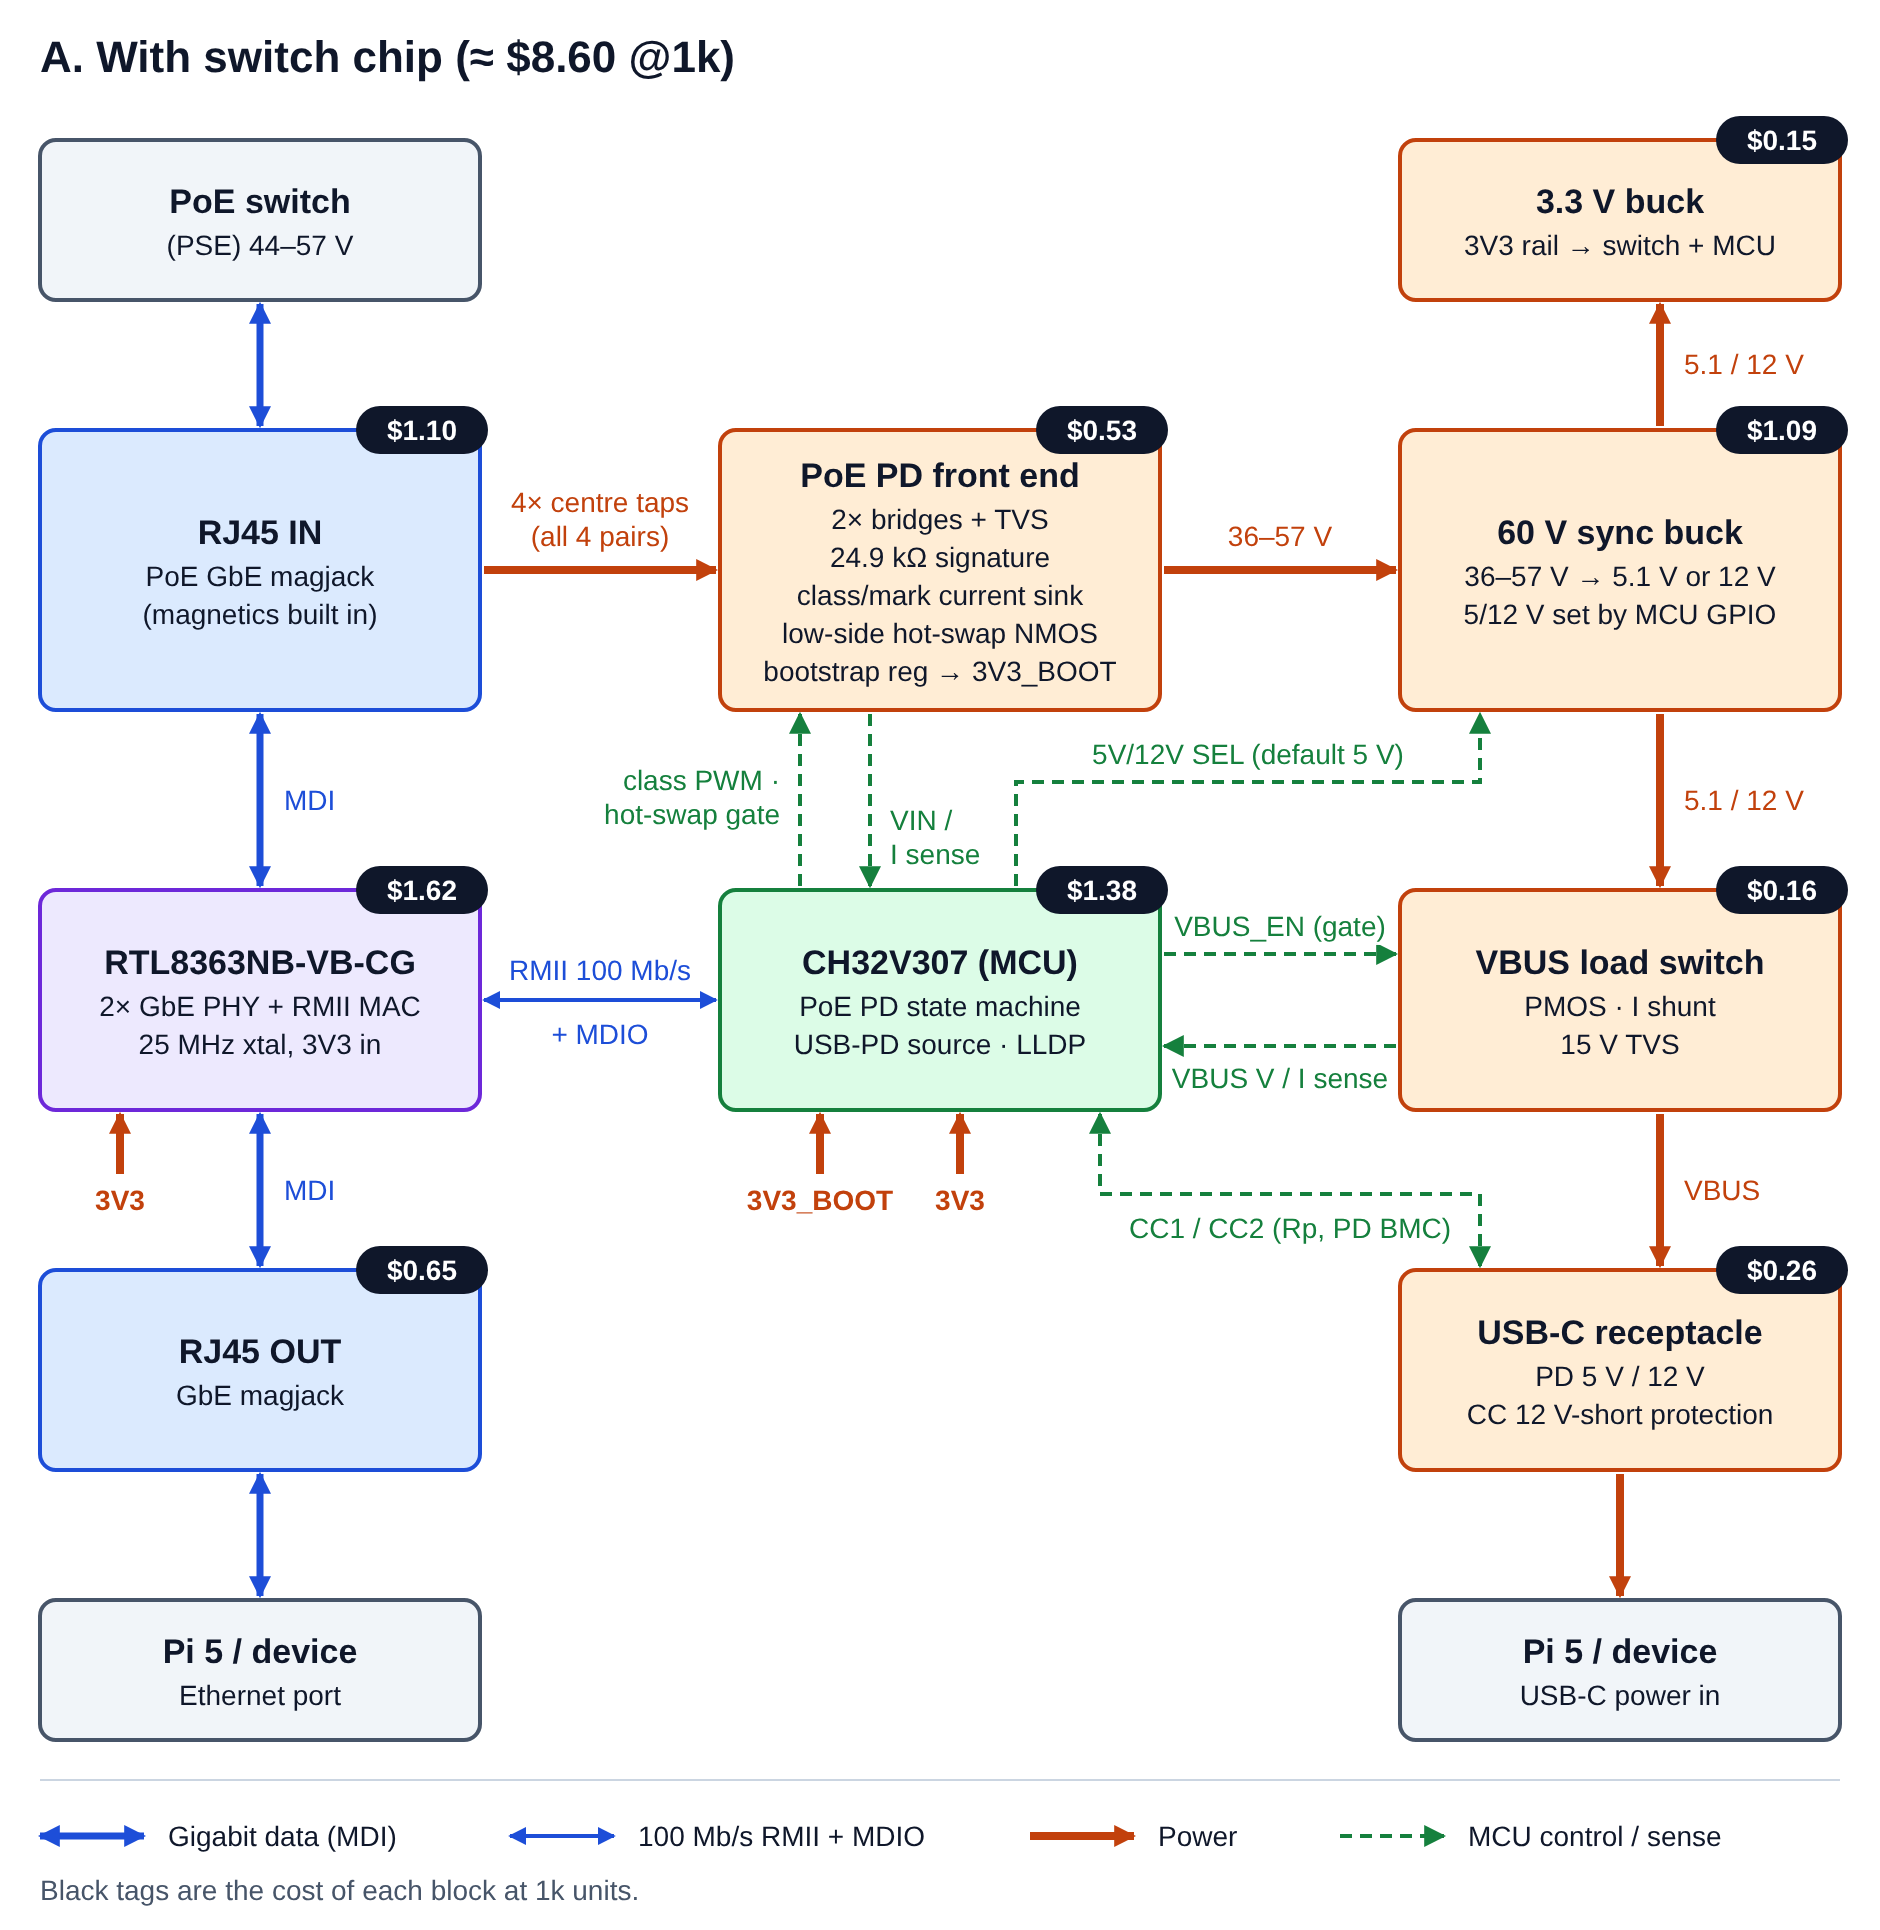 A. With switch chip (≈ $8.60 @1k)
PoE switch
(PSE) 44–57 V
$0.15
3.3 V buck
3V3 rail → switch + MCU
5.1 / 12 V
$1.10
RJ45 IN
PoE GbE magjack
(magnetics built in)
4× centre taps
(all 4 pairs)
$0.53
PoE PD front end
2× bridges + TVS
24.9 kΩ signature
class/mark current sink
low-side hot-swap NMOS
bootstrap reg → 3V3_BOOT
36–57 V
$1.09
60 V sync buck
36–57 V → 5.1 V or 12 V
5/12 V set by MCU GPIO
MDI
class PWM ·
hot-swap gate
VIN /
I sense
5V/12V SEL (default 5 V)
5.1 / 12 V
$1.62
RTL8363NB-VB-CG
2× GbE PHY + RMII MAC
25 MHz xtal, 3V3 in
RMII 100 Mb/s
+ MDIO
$1.38
CH32V307 (MCU)
PoE PD state machine
USB-PD source · LLDP
VBUS_EN (gate)
VBUS V / I sense
$0.16
VBUS load switch
PMOS · I shunt
15 V TVS
3V3
MDI
3V3_BOOT
3V3
CC1 / CC2 (Rp, PD BMC)
VBUS
$0.65
RJ45 OUT
GbE magjack
$0.26
USB-C receptacle
PD 5 V / 12 V
CC 12 V-short protection
Pi 5 / device
Ethernet port
Pi 5 / device
USB-C power in
Gigabit data (MDI)
100 Mb/s RMII + MDIO
Power
MCU control / sense
Black tags are the cost of each block at 1k units.